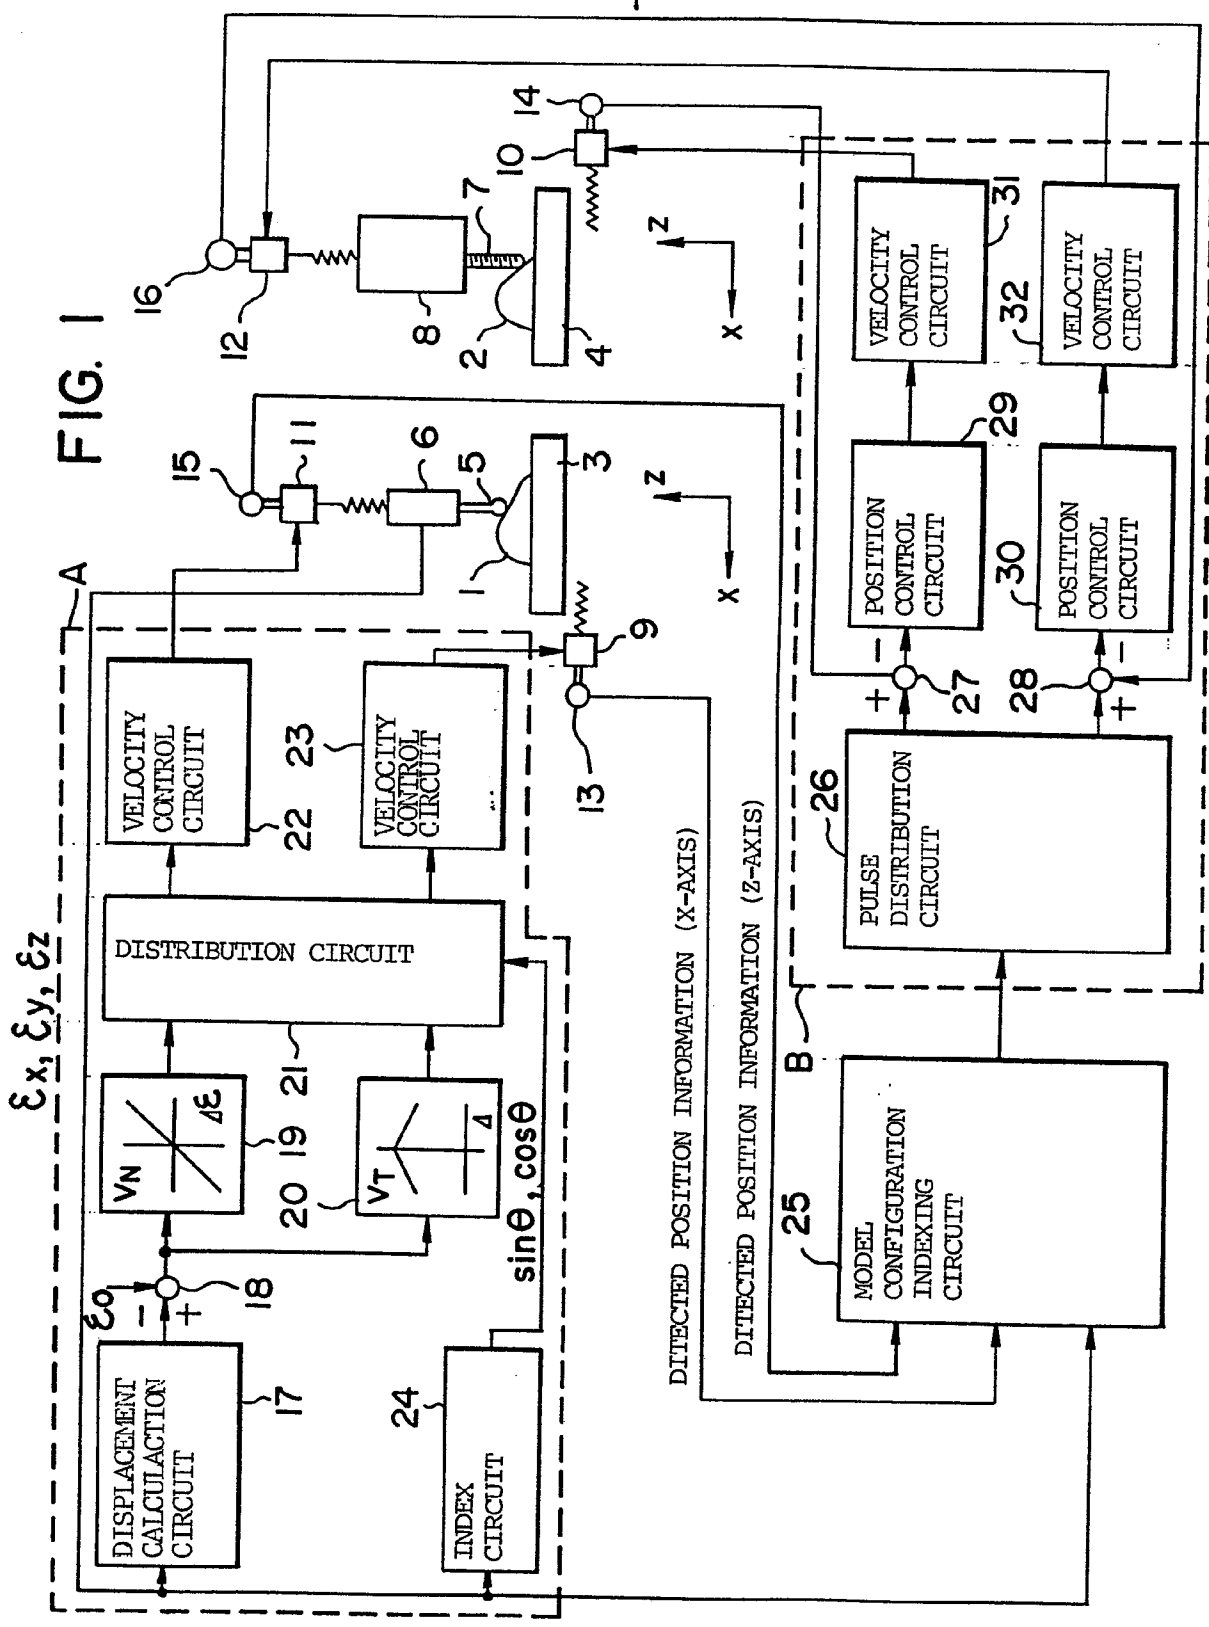 FIG. 1
εx, εy, εz
A
DISPLACEMENT
CALCULACTION
CIRCUIT
17
εo
−
+
18
VN
Δε
19
VT
Δ
20
DISTRIBUTION CIRCUIT
21
VELOCITY
CONTROL
CIRCUIT
22
VELOCITY
CONTROL
CIRCUIT
23
INDEX
CIRCUIT
24
sinθ, cosθ
15
11
6
5
1
3
9
13
Z
X
16
12
8
7
2
4
10
14
Z
X
DITECTED POSITION INFORMATION (X-AXIS)
DITECTED POSITION INFORMATION (Z-AXIS)
MODEL
CONFIGURATION
INDEXING
CIRCUIT
25
B
PULSE
DISTRIBUTION
CIRCUIT
26
+
−
27
28
+
−
POSITION
CONTROL
CIRCUIT
29
POSITION
CONTROL
CIRCUIT
30
VELOCITY
CONTROL
CIRCUIT
31
VELOCITY
CONTROL
CIRCUIT
32